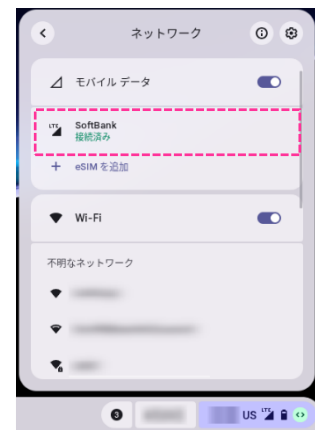 ネットワーク
モバイル データ
LTE
SoftBank
接続済み
eSIM を追加
Wi-Fi
不明なネットワーク
3
US LTE